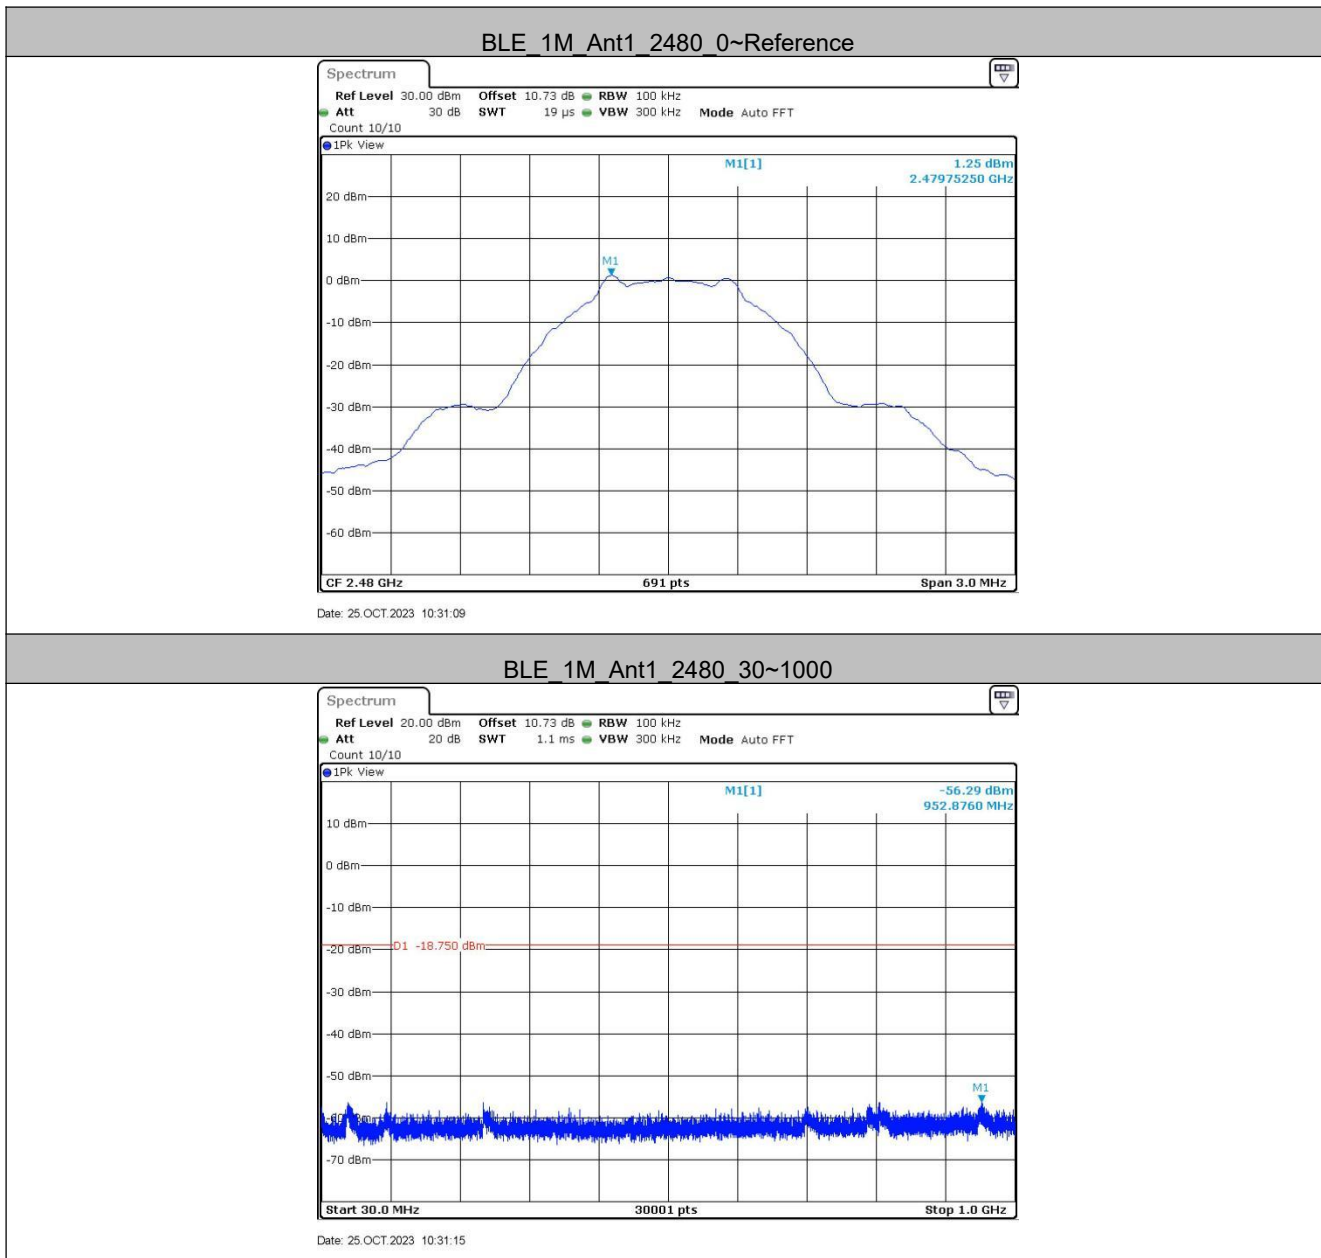 BLE_1M_Ant1_2480_0~Reference
Spectrum
Ref Level 30.00 dBm Offset 10.73 dB RBW 100 kHz
Att 30 dB SWT 19 µs VBW 300 kHz Mode Auto FFT
Count 10/10
1Pk View
M1[1] 1.25 dBm
2.47975250 GHz
20 dBm
10 dBm
M1
0 dBm
-10 dBm
-20 dBm
-30 dBm
-40 dBm
-50 dBm
-60 dBm
CF 2.48 GHz 691 pts Span 3.0 MHz
Date: 25.OCT.2023 10:31:09
BLE_1M_Ant1_2480_30~1000
Spectrum
Ref Level 20.00 dBm Offset 10.73 dB RBW 100 kHz
Att 20 dB SWT 1.1 ms VBW 300 kHz Mode Auto FFT
Count 10/10
1Pk View
M1[1] -56.29 dBm
952.8760 MHz
10 dBm
0 dBm
-10 dBm
-20 dBm D1 -18.750 dBm
-30 dBm
-40 dBm
-50 dBm
M1
-60 dBm
-70 dBm
Start 30.0 MHz 30001 pts Stop 1.0 GHz
Date: 25.OCT.2023 10:31:15